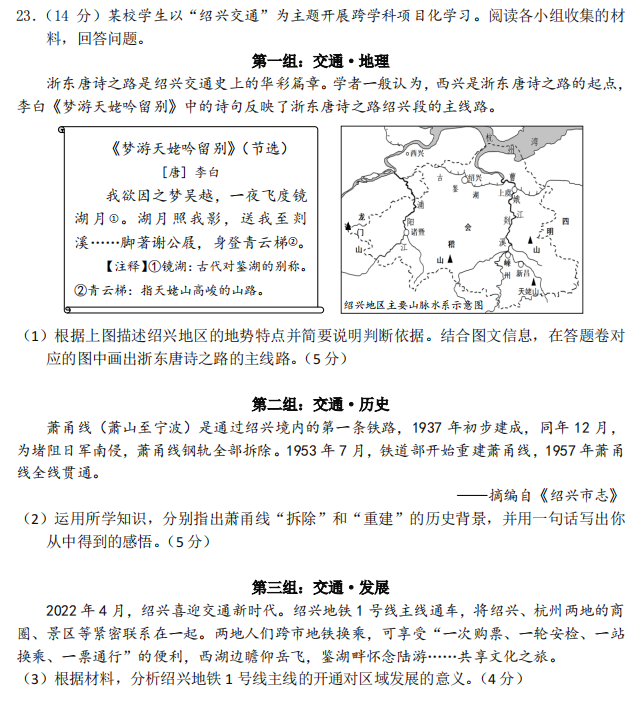 23.（14 分）某校学生以“绍兴交通”为主题开展跨学科项目化学习。阅读各小组收集的材
料，回答问题。
第一组：交通·地理
浙东唐诗之路是绍兴交通史上的华彩篇章。学者一般认为，西兴是浙东唐诗之路的起点，
李白《梦游天姥吟留别》中的诗句反映了浙东唐诗之路绍兴段的主线路。
《梦游天姥吟留别》（节选）
[唐] 李白
我欲因之梦吴越，一夜飞度镜
湖月①。湖月照我影，送我至剡
溪……脚著谢公屐，身登青云梯②。
【注释】①镜湖：古代对鉴湖的别称。
②青云梯：指天姥山高峻的山路。
杭
州
湾
西兴
古
鉴
湖
绍兴
曹
娥
江
上虞
浦
阳
江
诸暨
龙
门
山
会
稽
山
剡
溪
四
明
山
嵊
州
新昌
天姥山
绍兴地区主要山脉水系示意图
（1）根据上图描述绍兴地区的地势特点并简要说明判断依据。结合图文信息，在答题卷对
应的图中画出浙东唐诗之路的主线路。（5 分）
第二组：交通·历史
萧甬线（萧山至宁波）是通过绍兴境内的第一条铁路，1937 年初步建成，同年 12 月，
为堵阻日军南侵，萧甬线钢轨全部拆除。1953 年 7 月，铁道部开始重建萧甬线，1957 年萧甬
线全线贯通。
——摘编自《绍兴市志》
（2）运用所学知识，分别指出萧甬线“拆除”和“重建”的历史背景，并用一句话写出你
从中得到的感悟。（5 分）
第三组：交通·发展
2022 年 4 月，绍兴喜迎交通新时代。绍兴地铁 1 号线主线通车，将绍兴、杭州两地的商
圈、景区等紧密联系在一起。两地人们跨市地铁换乘，可享受“一次购票、一轮安检、一站
换乘、一票通行”的便利，西湖边瞻仰岳飞，鉴湖畔怀念陆游……共享文化之旅。
（3）根据材料，分析绍兴地铁 1 号线主线的开通对区域发展的意义。（4 分）